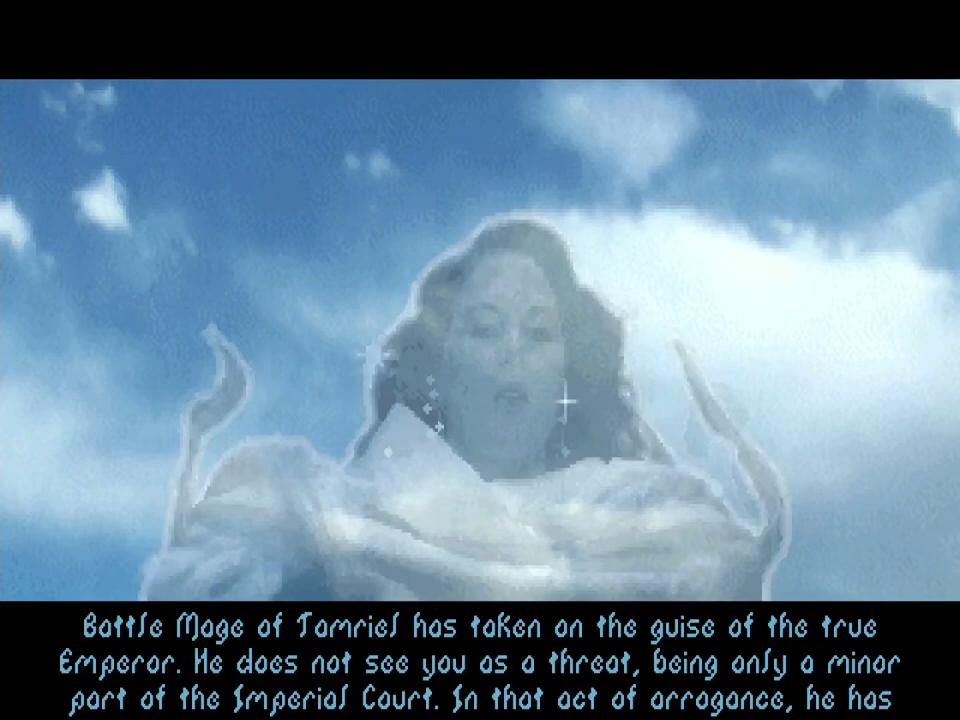 Battle Mage of Tamriel has taken on the guise of the true
Emperor. He does not see you as a threat, being only a minor
part of the Imperial Court. In that act of arrogance, he has